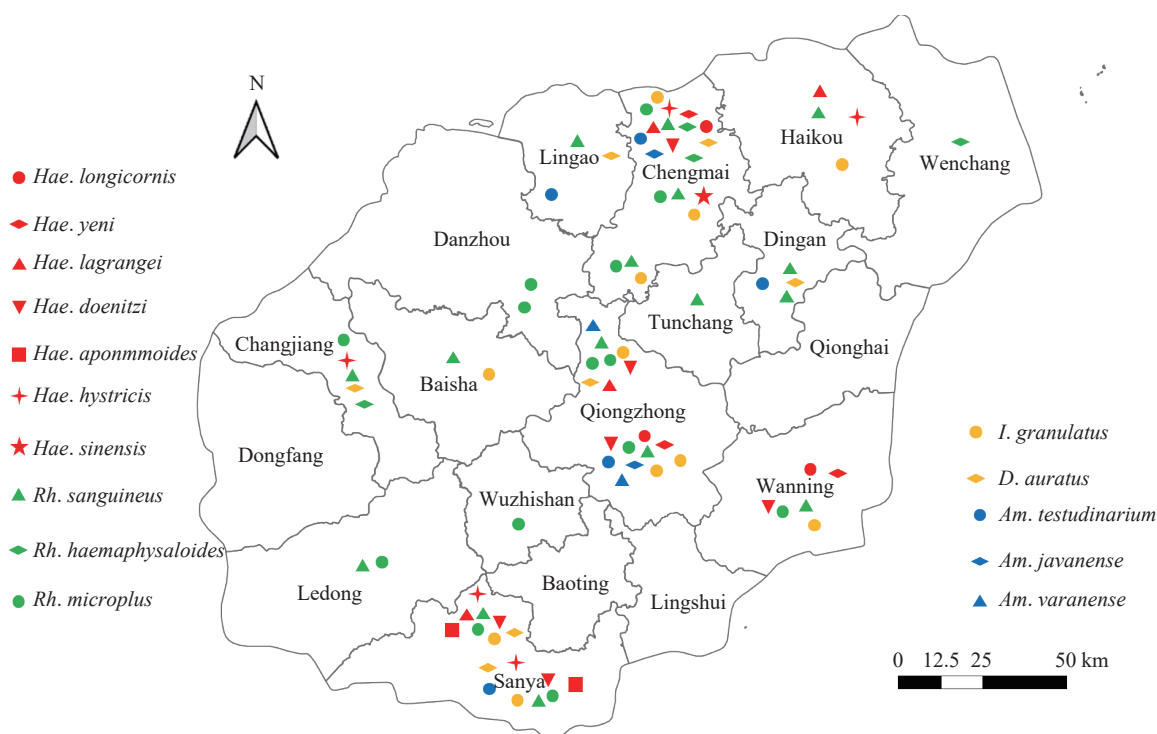 N
Haikou
Lingao
Wenchang
Chengmai
Hae. longicornis
Hae. yeni
Danzhou
Dingan
Hae. lagrangei
Hae. doenitzi
Tunchang
Changjiang
Qionghai
Hae. aponmmoides
Baisha
Hae. hystricis
Qiongzhong
Hae. sinensis
I. granulatus
Dongfang
D. auratus
Wanning
Rh. sanguineus
Wuzhishan
Am. testudinarium
Rh. haemaphysaloides
Am. javanense
Baoting
Ledong
Rh. microplus
Lingshui
Am. varanense
0 12.5 25 50 km
Sanya